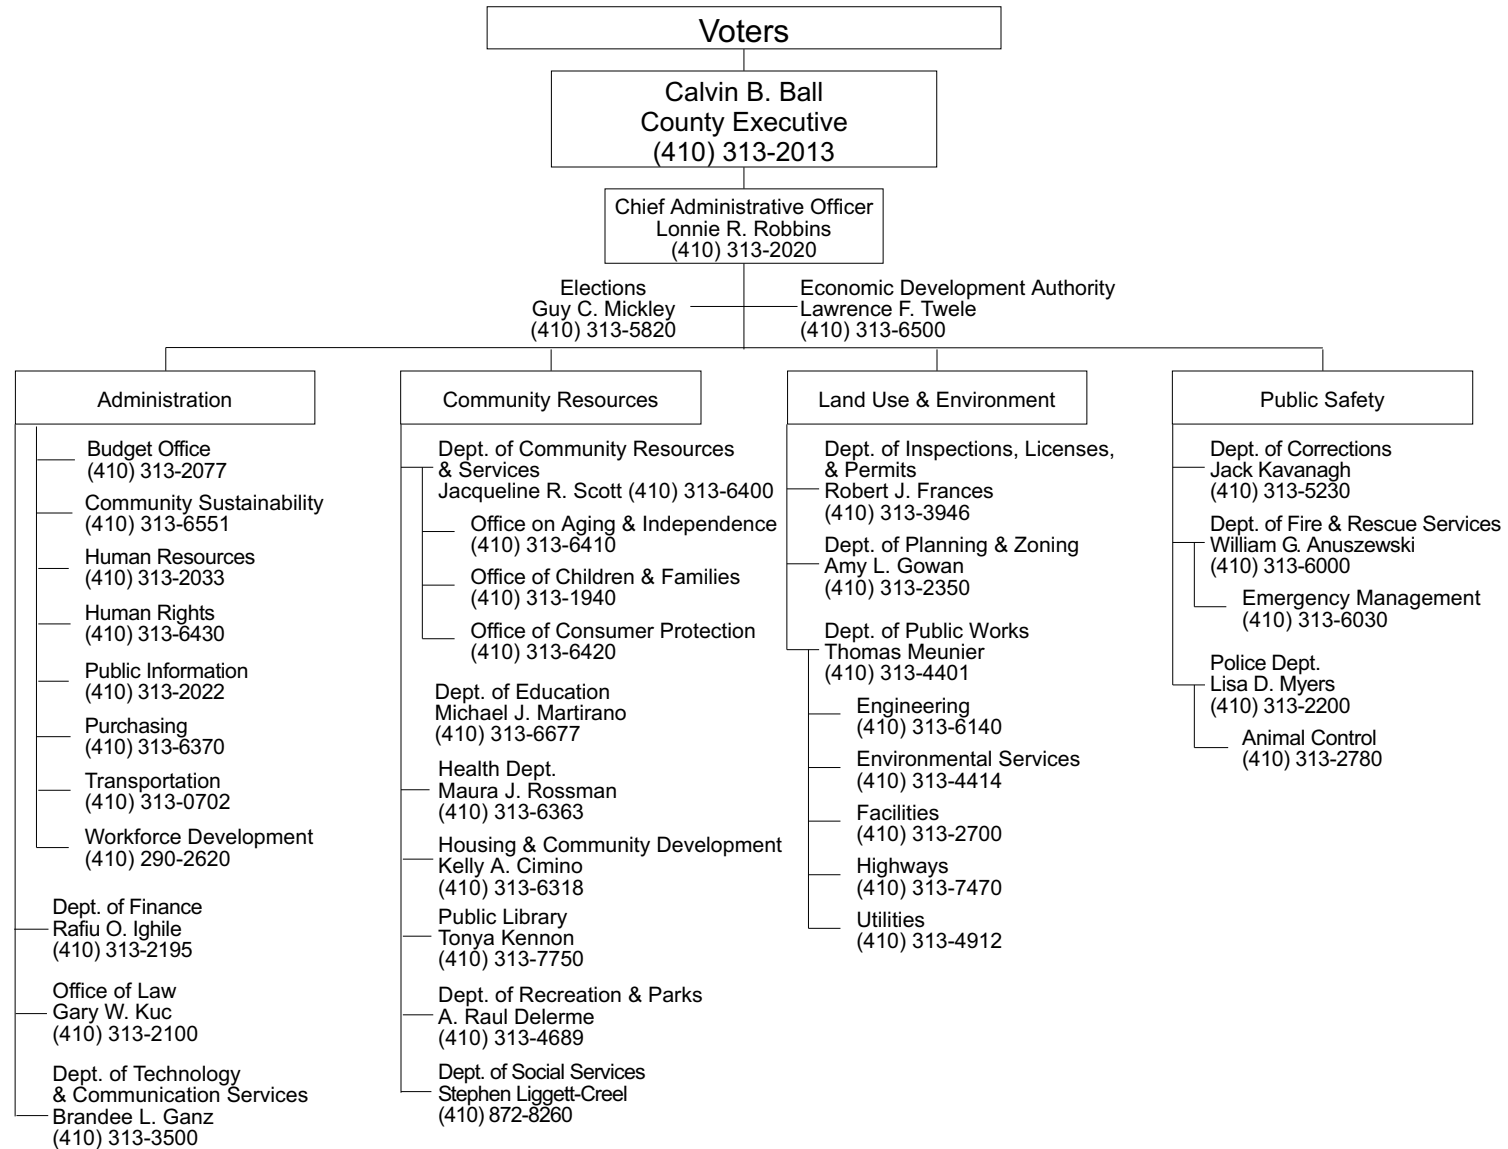 Voters
Calvin B. Ball
County Executive
(410) 313-2013
Chief Administrative Officer
Lonnie R. Robbins
(410) 313-2020
Elections
Guy C. Mickley
(410) 313-5820
Economic Development Authority
Lawrence F. Twele
(410) 313-6500
Administration
Budget Office
(410) 313-2077
Community Sustainability
(410) 313-6551
Human Resources
(410) 313-2033
Human Rights
(410) 313-6430
Public Information
(410) 313-2022
Purchasing
(410) 313-6370
Transportation
(410) 313-0702
Workforce Development
(410) 290-2620
Dept. of Finance
Rafiu O. Ighile
(410) 313-2195
Office of Law
Gary W. Kuc
(410) 313-2100
Dept. of Technology
& Communication Services
Brandee L. Ganz
(410) 313-3500
Community Resources
Dept. of Community Resources
& Services
Jacqueline R. Scott (410) 313-6400
Office on Aging & Independence
(410) 313-6410
Office of Children & Families
(410) 313-1940
Office of Consumer Protection
(410) 313-6420
Dept. of Education
Michael J. Martirano
(410) 313-6677
Health Dept.
Maura J. Rossman
(410) 313-6363
Housing & Community Development
Kelly A. Cimino
(410) 313-6318
Public Library
Tonya Kennon
(410) 313-7750
Dept. of Recreation & Parks
A. Raul Delerme
(410) 313-4689
Dept. of Social Services
Stephen Liggett-Creel
(410) 872-8260
Land Use & Environment
Dept. of Inspections, Licenses,
& Permits
Robert J. Frances
(410) 313-3946
Dept. of Planning & Zoning
Amy L. Gowan
(410) 313-2350
Dept. of Public Works
Thomas Meunier
(410) 313-4401
Engineering
(410) 313-6140
Environmental Services
(410) 313-4414
Facilities
(410) 313-2700
Highways
(410) 313-7470
Utilities
(410) 313-4912
Public Safety
Dept. of Corrections
Jack Kavanagh
(410) 313-5230
Dept. of Fire & Rescue Services
William G. Anuszewski
(410) 313-6000
Emergency Management
(410) 313-6030
Police Dept.
Lisa D. Myers
(410) 313-2200
Animal Control
(410) 313-2780